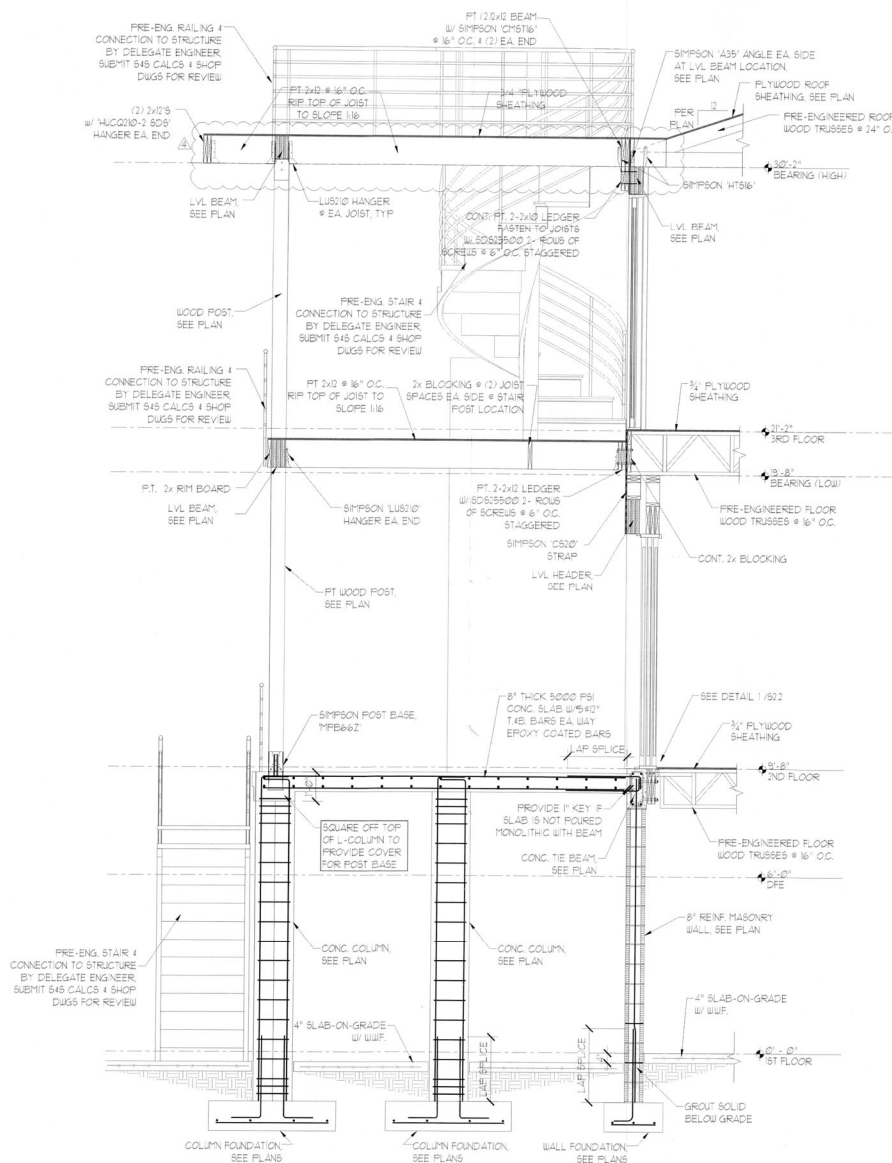 PRE-ENG. RAILING &
CONNECTION TO STRUCTURE
BY DELEGATE ENGINEER,
SUBMIT S&S CALCS & SHOP
DWGS FOR REVIEW
PT (2)2x12 BEAM
W/ SIMPSON 'CMST16'
@ 16" O.C. & (2) EA. END
SIMPSON 'A35' ANGLE EA. SIDE
AT LVL BEAM LOCATION,
SEE PLAN
PLYWOOD ROOF
SHEATHING, SEE PLAN
12
PER
PLAN
PRE-ENGINEERED ROOF
WOOD TRUSSES @ 24" O.
(2) 2x12'S
W/ 'HUCQ210-2 SDS'
HANGER EA. END
PT 2x12 @ 16" O.C.
RIP TOP OF JOIST
TO SLOPE 1:16
3/4" PLYWOOD
SHEATHING
4
30'-2"
BEARING (HIGH)
SIMPSON 'HTS16'
LVL BEAM,
SEE PLAN
LUS210 HANGER
@ EA. JOIST, TYP
CONT. PT. 2-2x10 LEDGER
FASTEN TO JOISTS
W/ SDS25500 2- ROWS OF
SCREWS @ 6" O.C. STAGGERED
LVL BEAM,
SEE PLAN
WOOD POST,
SEE PLAN
PRE-ENG. STAIR &
CONNECTION TO STRUCTURE
BY DELEGATE ENGINEER,
SUBMIT S&S CALCS & SHOP
DWGS FOR REVIEW
PRE-ENG. RAILING &
CONNECTION TO STRUCTURE
BY DELEGATE ENGINEER,
SUBMIT S&S CALCS & SHOP
DWGS FOR REVIEW
PT 2x12 @ 16" O.C.
RIP TOP OF JOIST TO
SLOPE 1:16
2x BLOCKING @ (2) JOIST
SPACES EA. SIDE @ STAIR
POST LOCATION
3/4" PLYWOOD
SHEATHING
21'-2"
3RD FLOOR
19'-8"
BEARING (LOW)
P.T. 2x RIM BOARD
LVL BEAM,
SEE PLAN
SIMPSON 'LUS210'
HANGER EA. END
PT. 2-2x12 LEDGER
W/ SDS25500 2- ROWS
OF SCREWS @ 6" O.C.
STAGGERED
SIMPSON 'CS20'
STRAP
LVL HEADER,
SEE PLAN
PRE-ENGINEERED FLOOR
WOOD TRUSSES @ 16" O.C.
CONT. 2x BLOCKING
PT WOOD POST,
SEE PLAN
SIMPSON POST BASE,
'MPB66Z'
8" THICK 5000 PSI
CONC. SLAB W/#5@12"
T.&B. BARS EA. WAY
EPOXY COATED BARS
LAP SPLICE
SEE DETAIL 1/S2.2
3/4" PLYWOOD
SHEATHING
9'-8"
2ND FLOOR
1'-0"
PROVIDE 1" KEY IF
SLAB IS NOT POURED
MONOLITHIC WITH BEAM
SQUARE OFF TOP
OF L-COLUMN TO
PROVIDE COVER
FOR POST BASE
CONC. TIE BEAM,
SEE PLAN
PRE-ENGINEERED FLOOR
WOOD TRUSSES @ 16" O.C.
6'-0"
DFE
8" REINF. MASONRY
WALL, SEE PLAN
PRE-ENG. STAIR &
CONNECTION TO STRUCTURE
BY DELEGATE ENGINEER,
SUBMIT S&S CALCS & SHOP
DWGS FOR REVIEW
CONC. COLUMN,
SEE PLAN
CONC. COLUMN,
SEE PLAN
4" SLAB-ON-GRADE
W/ W.W.F.
LAP SPLICE
LAP SPLICE
4"
4" SLAB-ON-GRADE
W/ W.W.F.
0' - 0"
1ST FLOOR
GROUT SOLID
BELOW GRADE
COLUMN FOUNDATION,
SEE PLANS
COLUMN FOUNDATION,
SEE PLANS
WALL FOUNDATION,
SEE PLANS